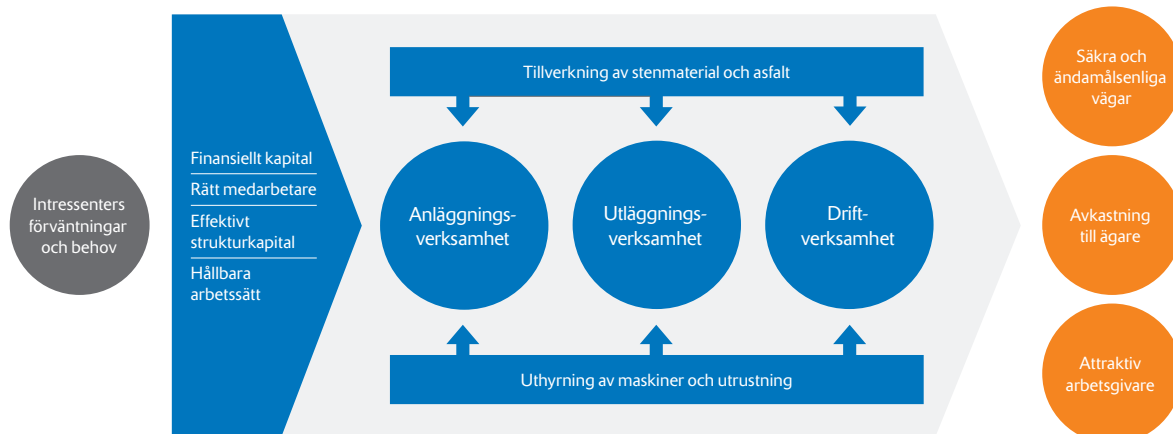 Intressenters
förväntningar
och behov
Finansiellt kapital
Rätt medarbetare
Effektivt
strukturkapital
Hållbara
arbetssätt
Tillverkning av stenmaterial och asfalt
Anläggnings-
verksamhet
Utläggnings-
verksamhet
Drift-
verksamhet
Uthyrning av maskiner och utrustning
Säkra och
ändamålsenliga
vägar
Avkastning
till ägare
Attraktiv
arbetsgivare